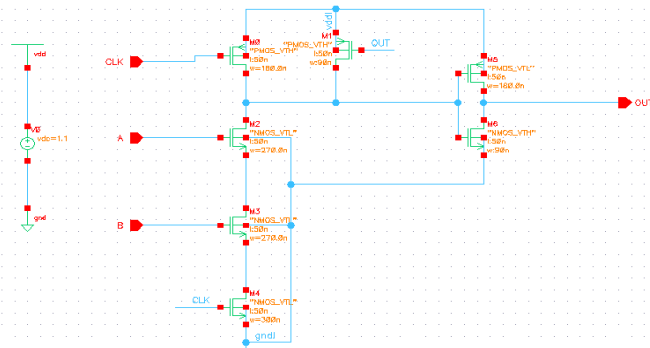 vdd!
M0
"PMOS_VTH"
l:50n
w=180.0n
M1
"PMOS_VTH"
l:50n
w:90n
OUT
vdd
CLK
M5
"PMOS_VTL"
l:50n
w=180.0n
OUT
V0
vdc=1.1
A
M2
"NMOS_VTL"
l:50n
w=270.0n
M6
"NMOS_VTH"
l:50n
w:90n
gnd
B
M3
"NMOS_VTL"
l:50n
w=270.0n
CLK
M4
"NMOS_VTL"
l:50n
w=300n
gnd!